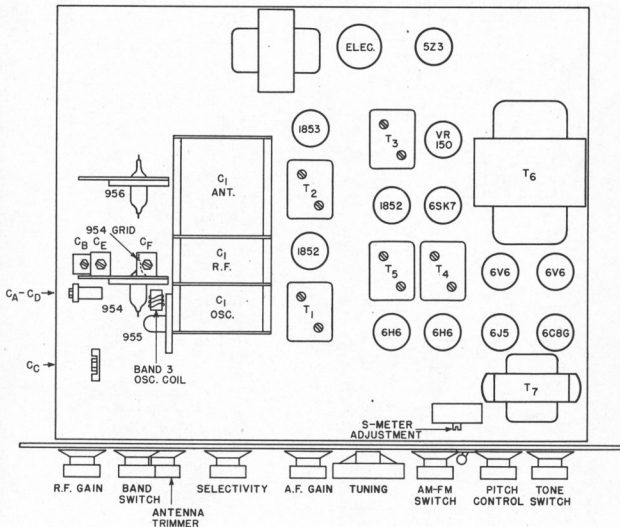 ELEC.
5Z3
1853
T3
VR
150
C1
ANT.
T2
T6
956
1852
6SK7
954 GRID
CB CE CF
C1
R.F.
1852
T5
T4
6V6
6V6
CA-CD
954
C1
OSC.
T1
955
6H6
6H6
6J5
6C8G
CC
BAND 3
OSC. COIL
T7
S-METER
ADJUSTMENT
R.F. GAIN
BAND
SWITCH
ANTENNA
TRIMMER
SELECTIVITY
A.F. GAIN
TUNING
AM-FM
SWITCH
PITCH
CONTROL
TONE
SWITCH